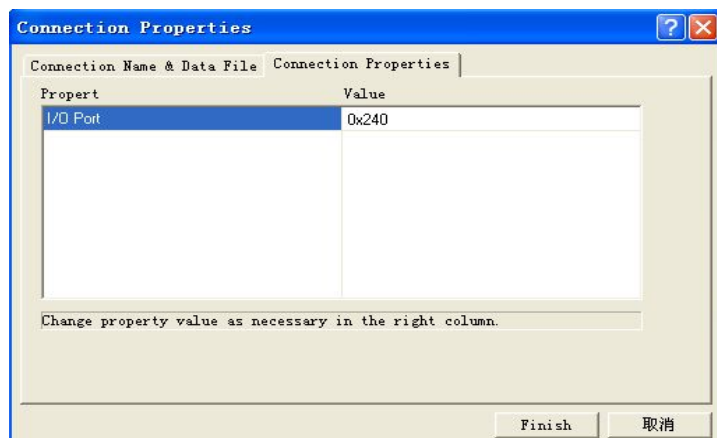 Connection Properties
Connection Name & Data File Connection Properties
Propert Value
I/O Port 0x240
Change property value as necessary in the right column.
Finish 取消